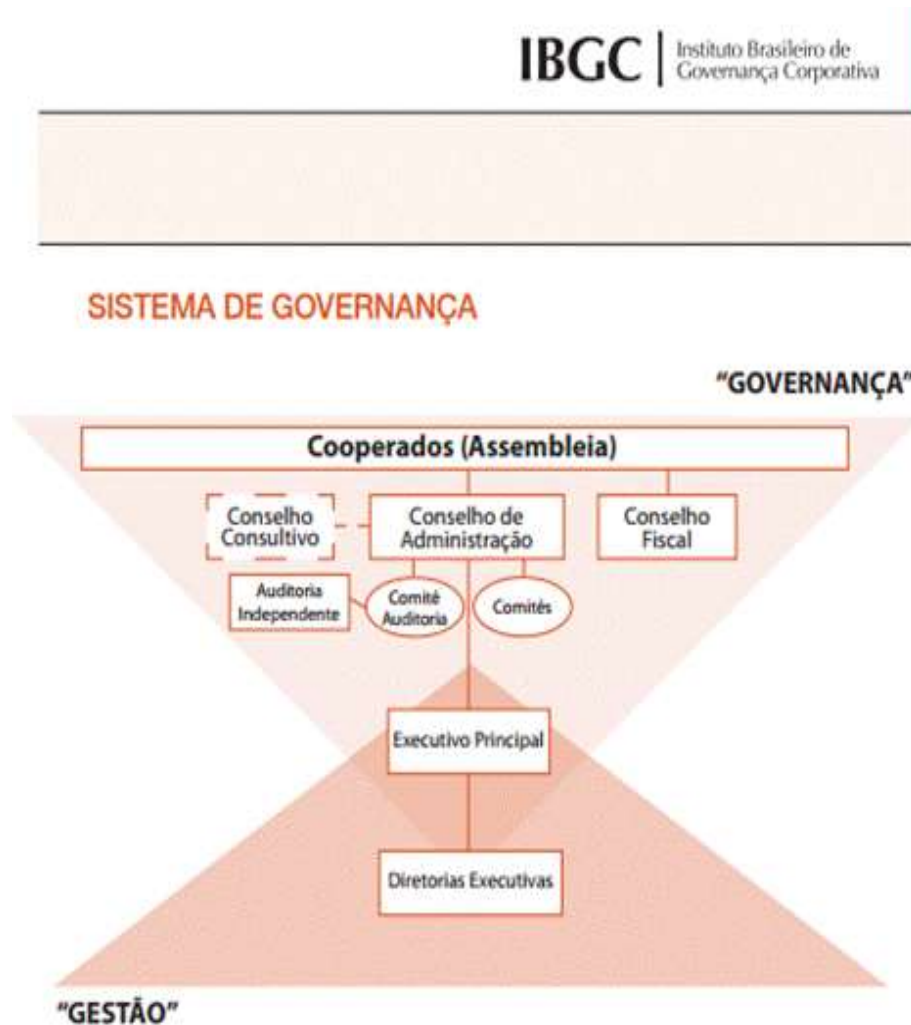 IBGC
Instituto Brasileiro de
Governança Corporativa
SISTEMA DE GOVERNANÇA
"GOVERNANÇA"
Cooperados (Assembleia)
Conselho
Consultivo
Conselho de
Administração
Conselho
Fiscal
Auditoria
Independente
Comitê
Auditoria
Comitês
Executivo Principal
Diretorias Executivas
"GESTÃO"